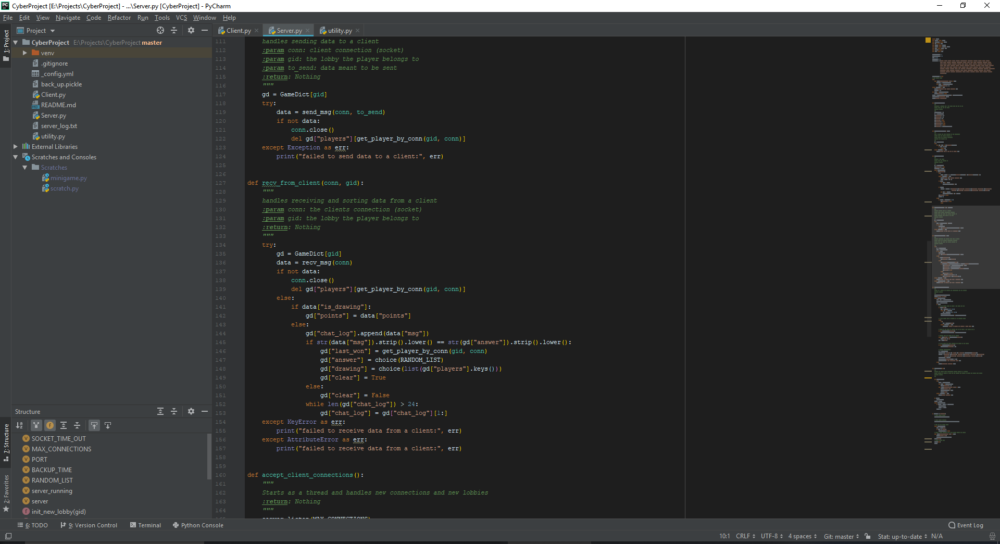 CyberProject [E:\Projects\CyberProject] - ...\Server.py [CyberProject] - PyCharm
File Edit View Navigate Code Refactor Run Tools VCS Window Help
1: Project
Project
CyberProject E:\Projects\CyberProject master
venv
.gitignore
_config.yml
back_up.pickle
Client.py
README.md
Server.py
server_log.txt
utility.py
External Libraries
Scratches and Consoles
Scratches
minigame.py
scratch.py
Structure
7: Structure
2: Favorites
SOCKET_TIME_OUT
MAX_CONNECTIONS
PORT
BACKUP_TIME
RANDOM_LIST
server_running
server
init_new_lobby(gid)
Client.py Server.py utility.py
111 handles sending data to a client
112 :param conn: client connection (socket)
113 :param gid: the lobby the player belongs to
114 :param to_send: data meant to be sent
115 :return: Nothing
116 """
117 gd = GameDict[gid]
118 try:
119 data = send_msg(conn, to_send)
120 if not data:
121 conn.close()
122 del gd["players"][get_player_by_conn(gid, conn)]
123 except Exception as err:
124 print("failed to send data to a client:", err)
125
126
127 def recv_from_client(conn, gid):
128 """
129 handles receiving and sorting data from a client
130 :param conn: the clients connection (socket)
131 :param gid: the lobby the player belongs to
132 :return: Nothing
133 """
134 try:
135 gd = GameDict[gid]
136 data = recv_msg(conn)
137 if not data:
138 conn.close()
139 del gd["players"][get_player_by_conn(gid, conn)]
140 else:
141 if data["is_drawing"]:
142 gd["points"] = data["points"]
143 else:
144 gd["chat_log"].append(data["msg"])
145 if str(data["msg"]).strip().lower() == str(gd["answer"]).strip().lower():
146 gd["last_won"] = get_player_by_conn(gid, conn)
147 gd["answer"] = choice(RANDOM_LIST)
148 gd["drawing"] = choice(list(gd["players"].keys()))
149 gd["clear"] = True
150 else:
151 gd["clear"] = False
152 while len(gd["chat_log"]) > 24:
153 gd["chat_log"] = gd["chat_log"][1:]
154 except KeyError as err:
155 print("failed to receive data from a client:", err)
156 except AttributeError as err:
157 print("failed to receive data from a client:", err)
158
159
160 def accept_client_connections():
161 """
162 Starts as a thread and handles new connections and new lobbies
163 :return: Nothing
164 """
165 server.listen(MAX_CONNECTIONS)
6: TODO 9: Version Control Terminal Python Console Event Log
10:1 CRLF UTF-8 4 spaces Git: master Stat: up-to-date N/A